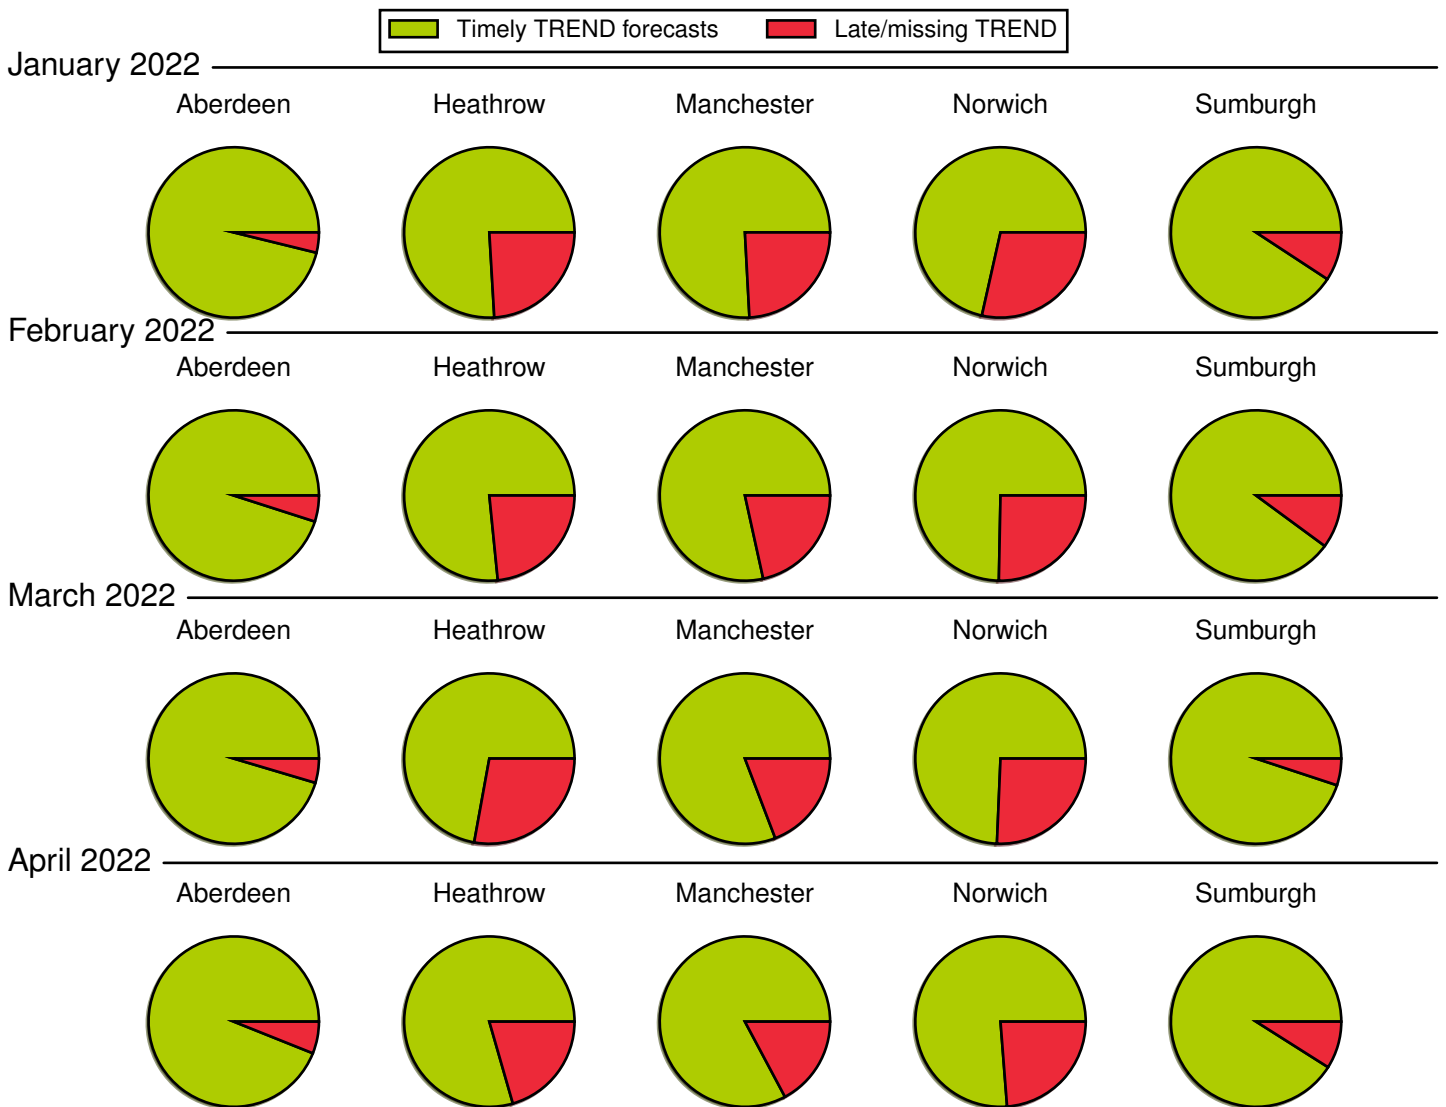 Timely TREND forecasts Late/missing TREND
January 2022
Aberdeen Heathrow Manchester Norwich Sumburgh
February 2022
Aberdeen Heathrow Manchester Norwich Sumburgh
March 2022
Aberdeen Heathrow Manchester Norwich Sumburgh
April 2022
Aberdeen Heathrow Manchester Norwich Sumburgh